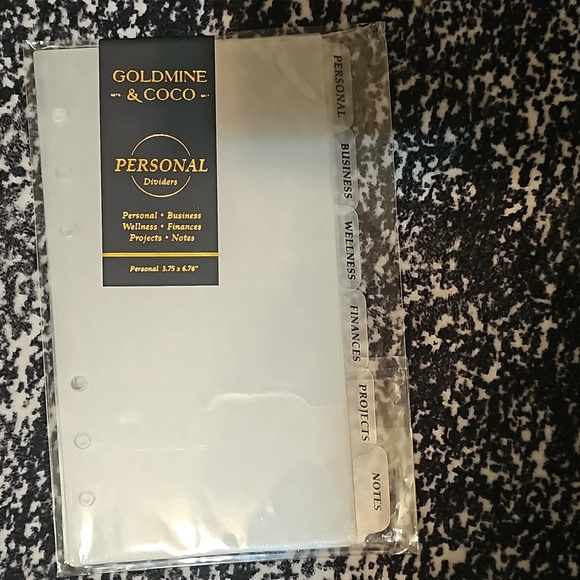 GOLDMINE
& COCO
PERSONAL
Dividers
Personal • Business
Wellness • Finances
Projects • Notes
Personal 3.75 x 6.74"
PERSONAL
BUSINESS
WELLNESS
FINANCES
PROJECTS
NOTES